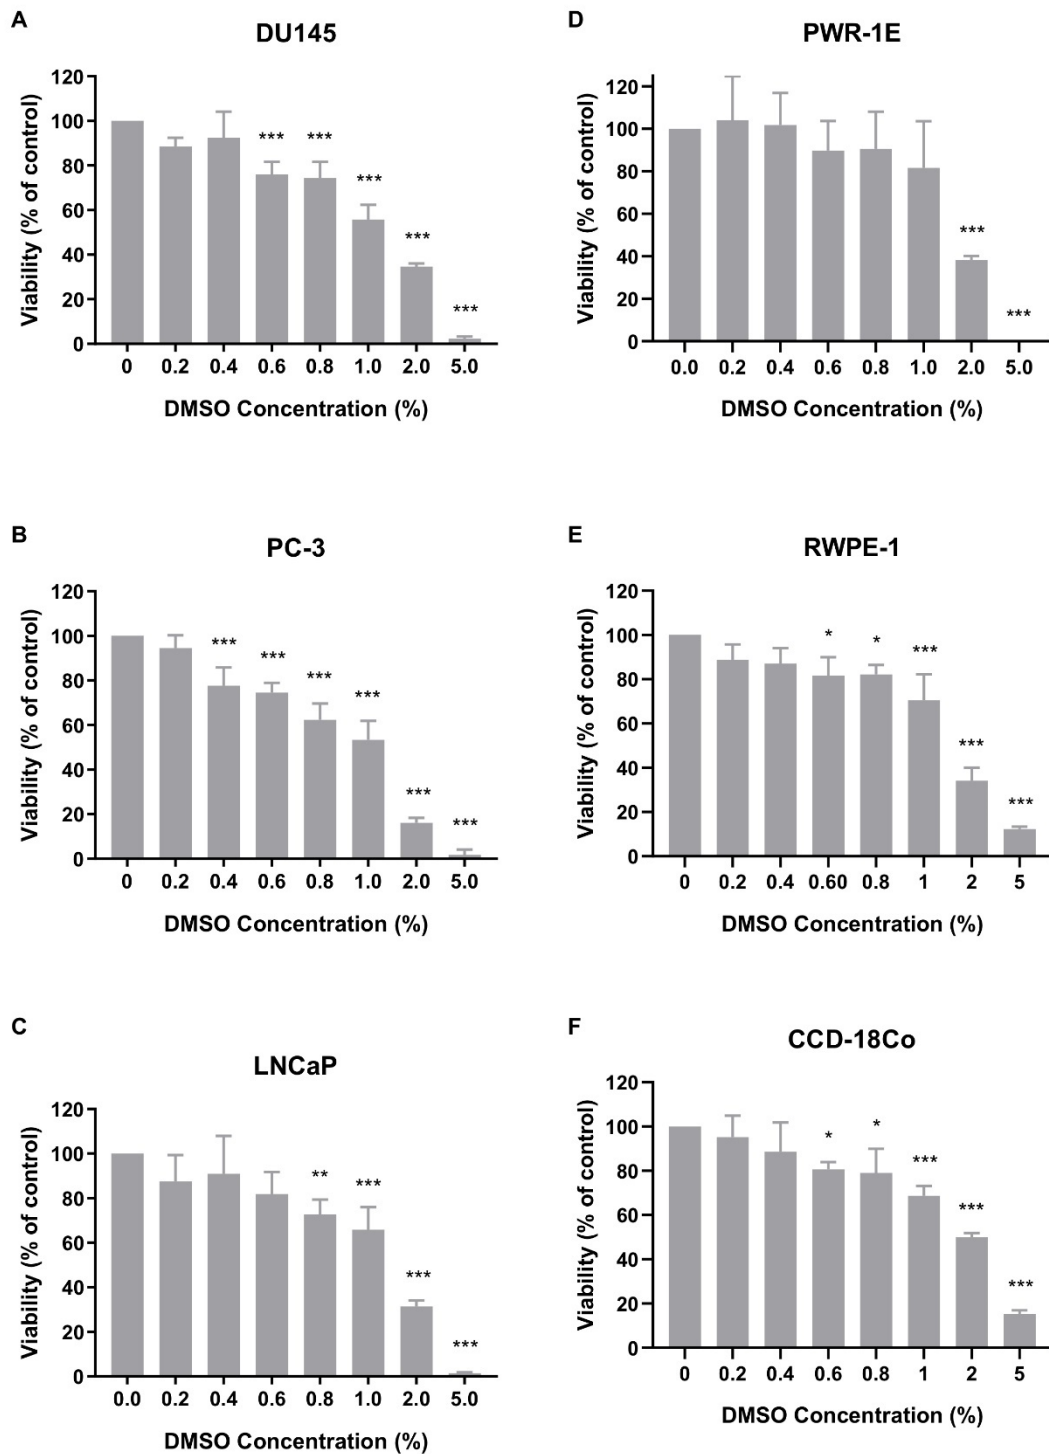 A
DU145
Viability (% of control)
120
100
80
60
40
20
0
*** *** *** *** ***
0 0.2 0.4 0.6 0.8 1.0 2.0 5.0
DMSO Concentration (%)
D
PWR-1E
Viability (% of control)
120
100
80
60
40
20
0
*** ***
0.0 0.2 0.4 0.6 0.8 1.0 2.0 5.0
DMSO Concentration (%)
B
PC-3
Viability (% of control)
120
100
80
60
40
20
0
*** *** *** *** *** ***
0 0.2 0.4 0.6 0.8 1.0 2.0 5.0
DMSO Concentration (%)
E
RWPE-1
Viability (% of control)
120
100
80
60
40
20
0
* * *** *** ***
0 0.2 0.4 0.60 0.8 1 2 5
DMSO Concentration (%)
C
LNCaP
Viability (% of control)
120
100
80
60
40
20
0
** *** *** ***
0.0 0.2 0.4 0.6 0.8 1.0 2.0 5.0
DMSO Concentration (%)
F
CCD-18Co
Viability (% of control)
120
100
80
60
40
20
0
* * *** *** ***
0 0.2 0.4 0.6 0.8 1 2 5
DMSO Concentration (%)